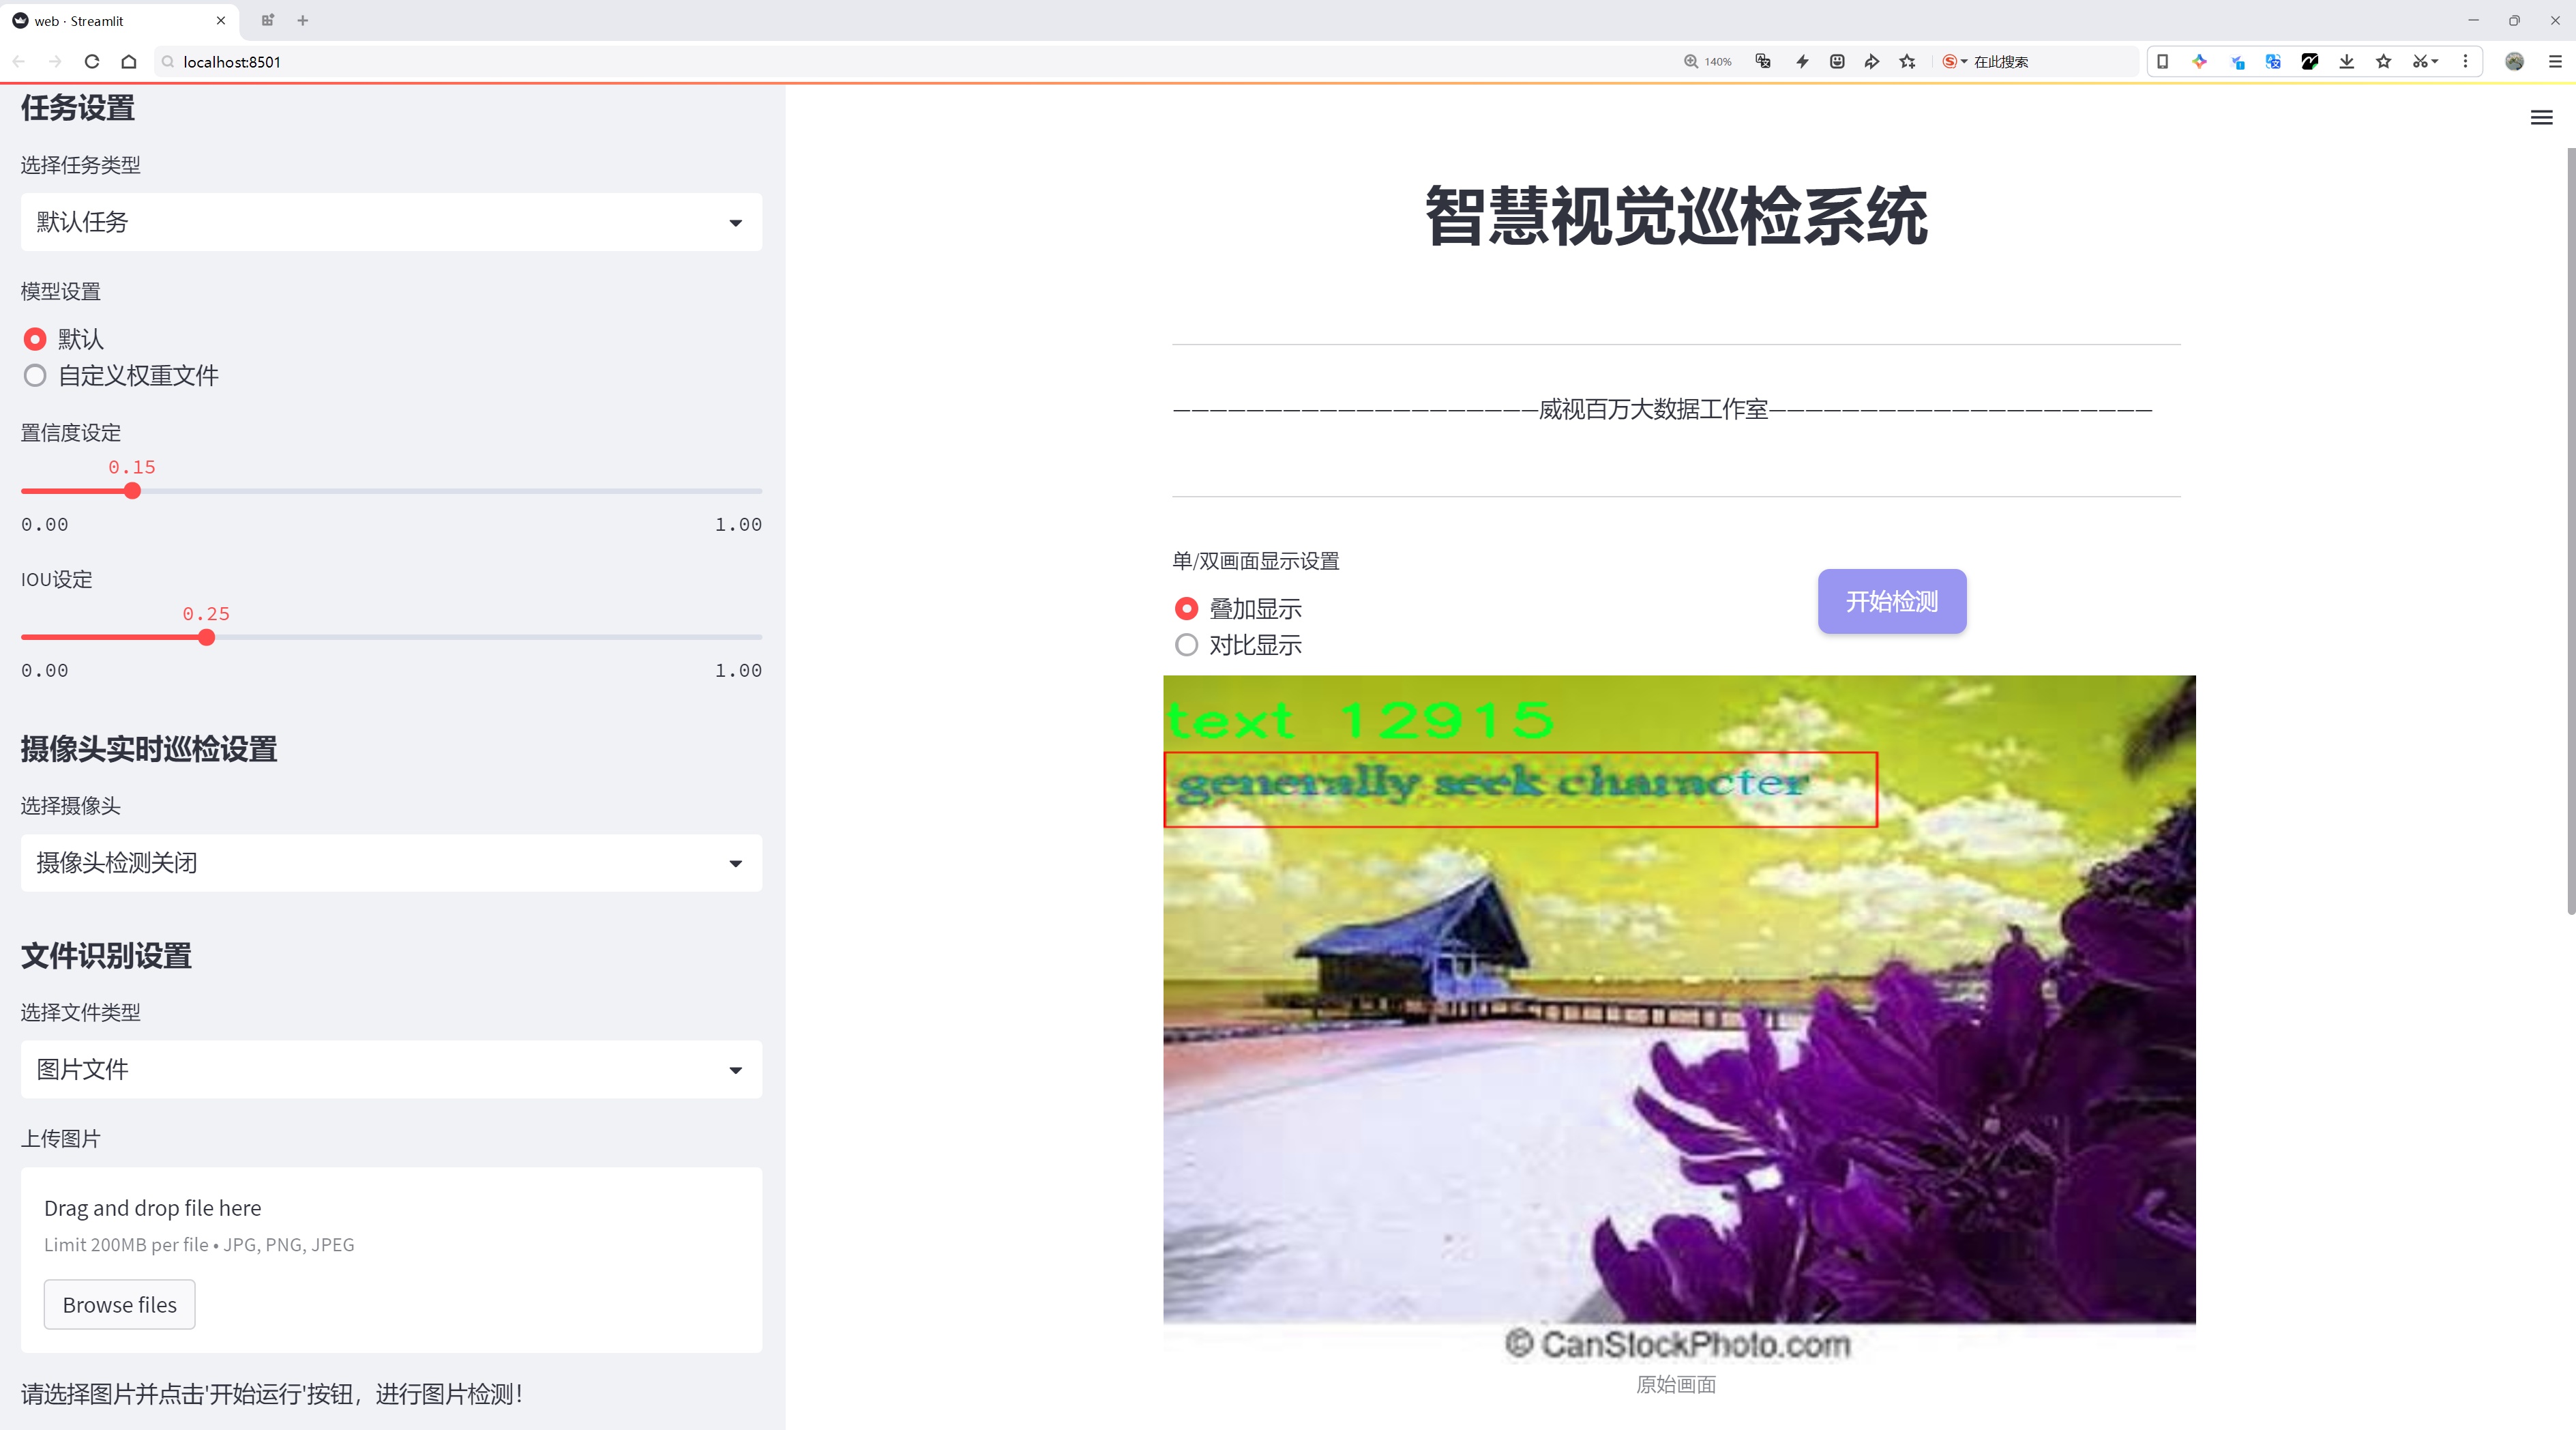 web · Streamlit
localhost:8501
140%
在此搜索
任务设置
选择任务类型
默认任务
模型设置
默认
自定义权重文件
置信度设定
0.15
0.00 1.00
IOU设定
0.25
0.00 1.00
摄像头实时巡检设置
选择摄像头
摄像头检测关闭
文件识别设置
选择文件类型
图片文件
上传图片
Drag and drop file here
Limit 200MB per file • JPG, PNG, JPEG
Browse files
请选择图片并点击'开始运行'按钮，进行图片检测！
智慧视觉巡检系统
————————————————————威视百万大数据工作室—————————————————————
单/双画面显示设置
叠加显示
对比显示
开始检测
text 12915
generally seek character
© CanStockPhoto.com
原始画面